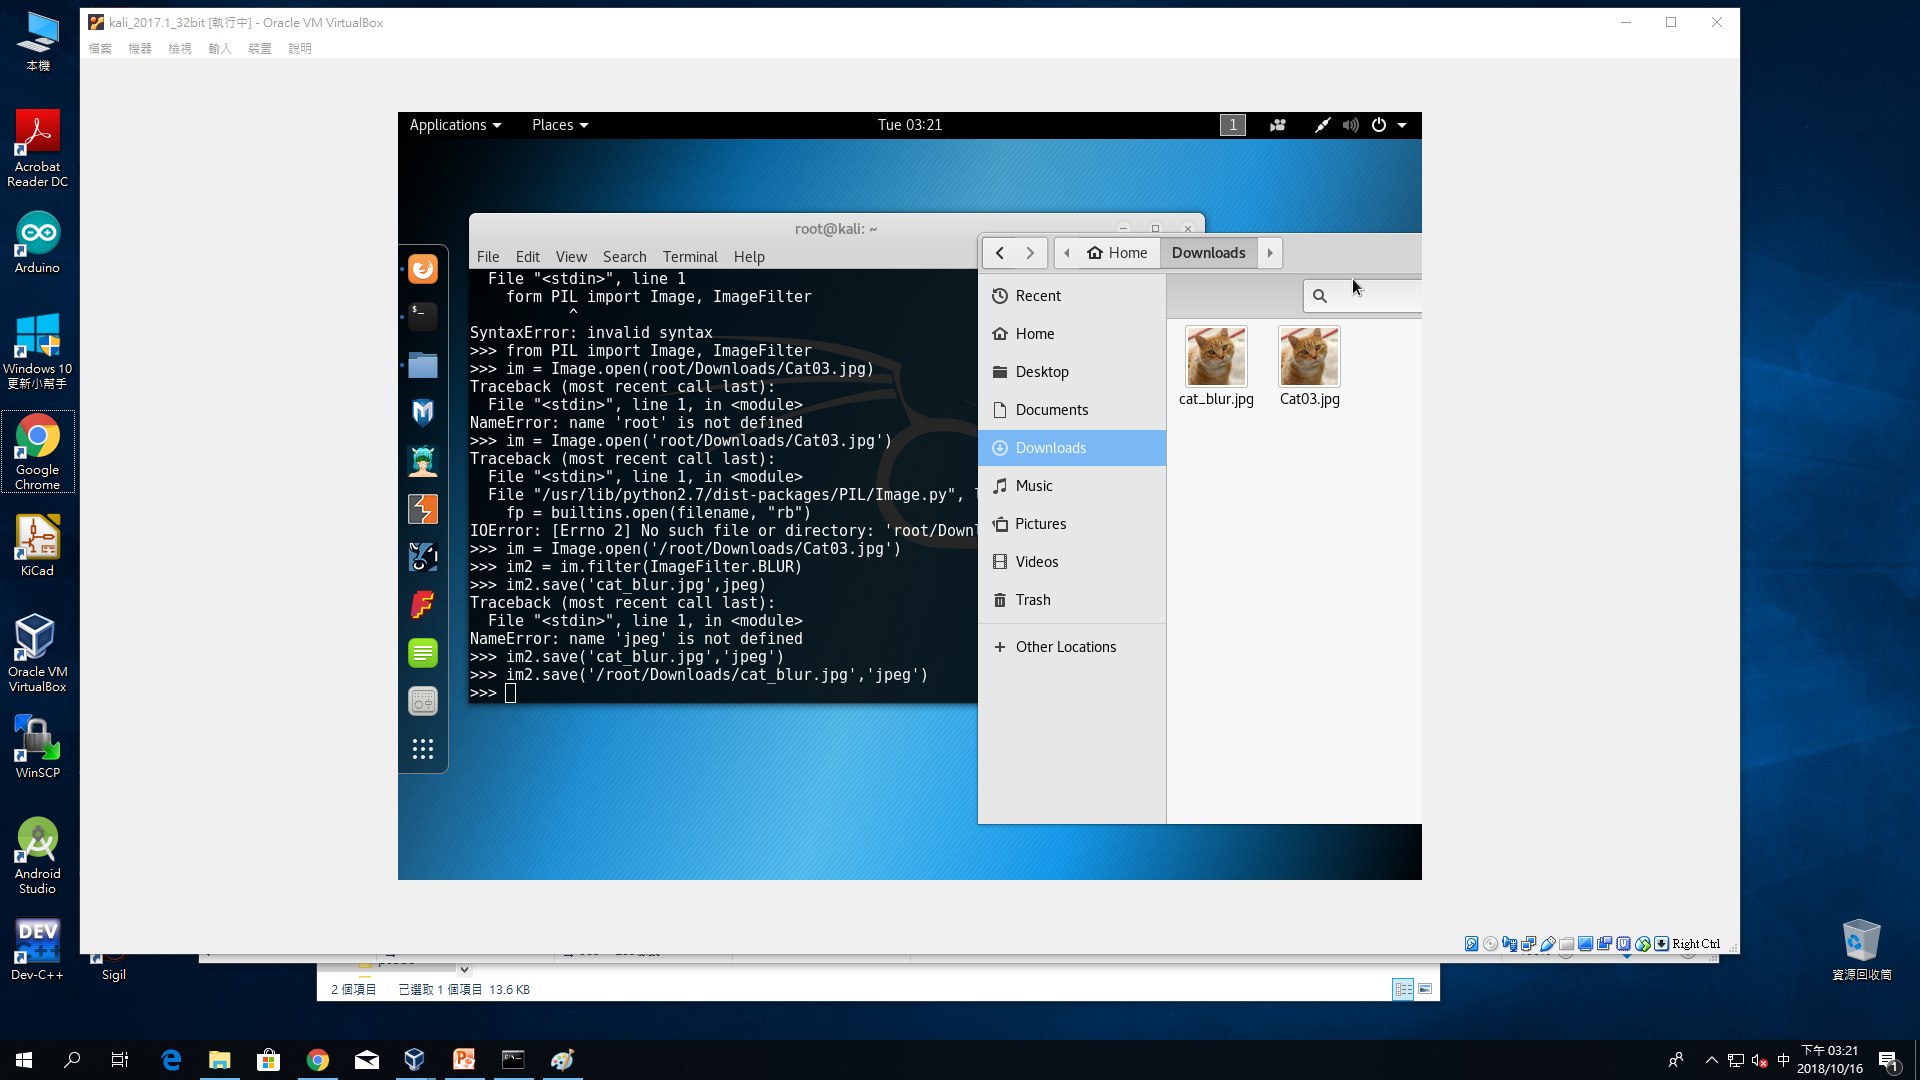 kali_2017.1_32bit [執行中] - Oracle VM VirtualBox
檔案 機器 檢視 輸入 裝置 說明
本機
Acrobat
Reader DC
Arduino
Windows 10
更新小幫手
Google
Chrome
KiCad
Oracle VM
VirtualBox
WinSCP
Android
Studio
DEV
Dev-C++
Sigil
資源回收筒
Applications Places Tue 03:21 1
root@kali: ~
File Edit View Search Terminal Help
File "<stdin>", line 1
form PIL import Image, ImageFilter
^
SyntaxError: invalid syntax
>>> from PIL import Image, ImageFilter
>>> im = Image.open(root/Downloads/Cat03.jpg)
Traceback (most recent call last):
File "<stdin>", line 1, in <module>
NameError: name 'root' is not defined
>>> im = Image.open('root/Downloads/Cat03.jpg')
Traceback (most recent call last):
File "<stdin>", line 1, in <module>
File "/usr/lib/python2.7/dist-packages/PIL/Image.py",
fp = builtins.open(filename, "rb")
IOError: [Errno 2] No such file or directory: 'root/Down
>>> im = Image.open('/root/Downloads/Cat03.jpg')
>>> im2 = im.filter(ImageFilter.BLUR)
>>> im2.save('cat_blur.jpg',jpeg)
Traceback (most recent call last):
File "<stdin>", line 1, in <module>
NameError: name 'jpeg' is not defined
>>> im2.save('cat_blur.jpg','jpeg')
>>> im2.save('/root/Downloads/cat_blur.jpg','jpeg')
>>>
Home Downloads
Recent
Home
Desktop
Documents
Downloads
Music
Pictures
Videos
Trash
+ Other Locations
cat_blur.jpg Cat03.jpg
Right Ctrl
2 個項目 已選取 1 個項目 13.6 KB
中
下午 03:21
2018/10/16
1